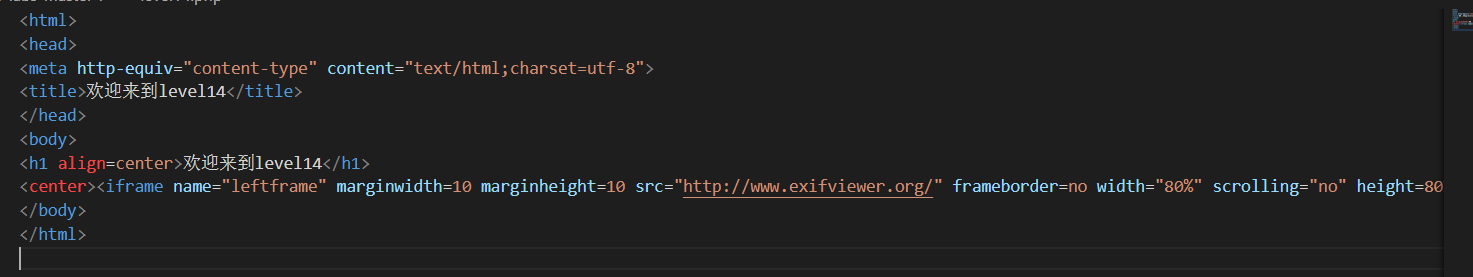 <html>
<head>
<meta http-equiv="content-type" content="text/html;charset=utf-8">
<title>欢迎来到level14</title>
</head>
<body>
<h1 align=center>欢迎来到level14</h1>
<center><iframe name="leftframe" marginwidth=10 marginheight=10 src="http://www.exifviewer.org/" frameborder=no width="80%" scrolling="no" height=80
</body>
</html>